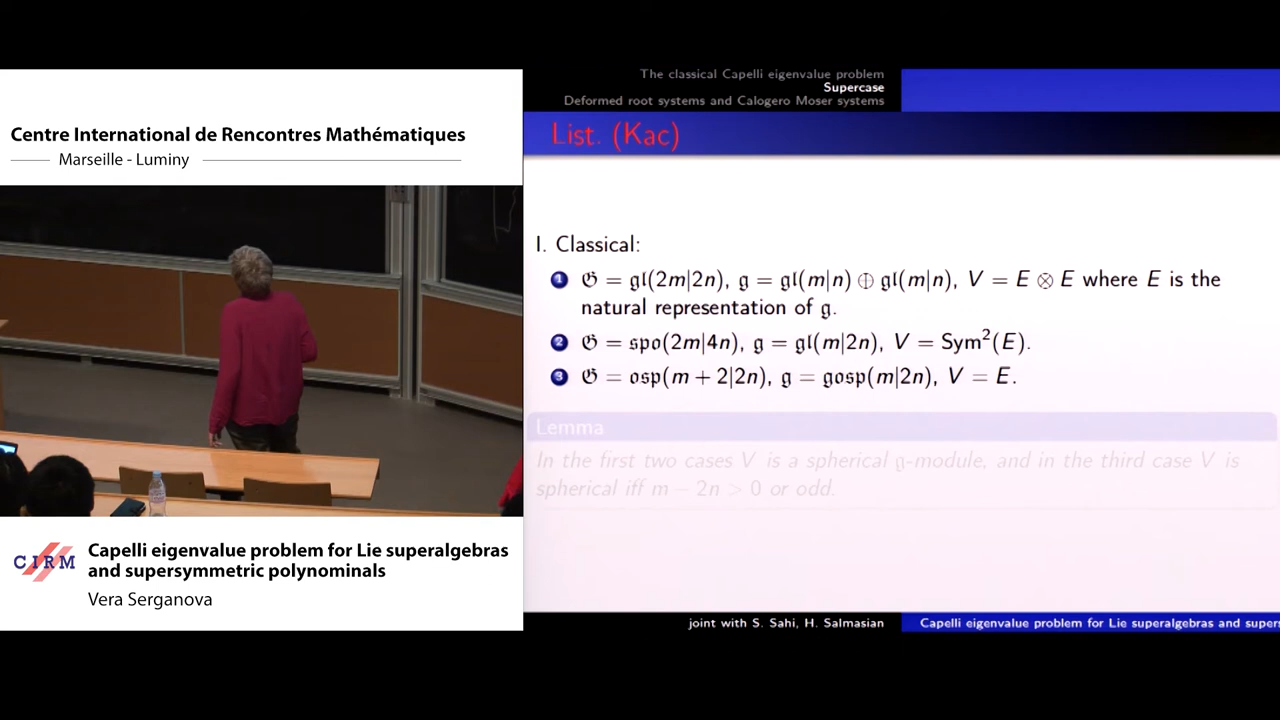 Centre International de Rencontres Mathématiques
Marseille - Luminy
CIRM
Capelli eigenvalue problem for Lie superalgebras
and supersymmetric polynominals
Vera Serganova
The classical Capelli eigenvalue problem
Supercase
Deformed root systems and Calogero Moser systems
List. (Kac)
I. Classical:
1 𝔊 = 𝔤𝔩(2m|2n), 𝔤 = 𝔤𝔩(m|n) ⊕ 𝔤𝔩(m|n), V = E ⊗ E where E is the
natural representation of 𝔤.
2 𝔊 = 𝔰𝔭𝔬(2m|4n), 𝔤 = 𝔤𝔩(m|2n), V = Sym²(E).
3 𝔊 = 𝔬𝔰𝔭(m + 2|2n), 𝔤 = 𝔤𝔬𝔰𝔭(m|2n), V = E.
Lemma
In the first two cases V is a spherical 𝔤-module, and in the third case V is
spherical iff m − 2n > 0 or odd.
joint with S. Sahi, H. Salmasian
Capelli eigenvalue problem for Lie superalgebras and supers